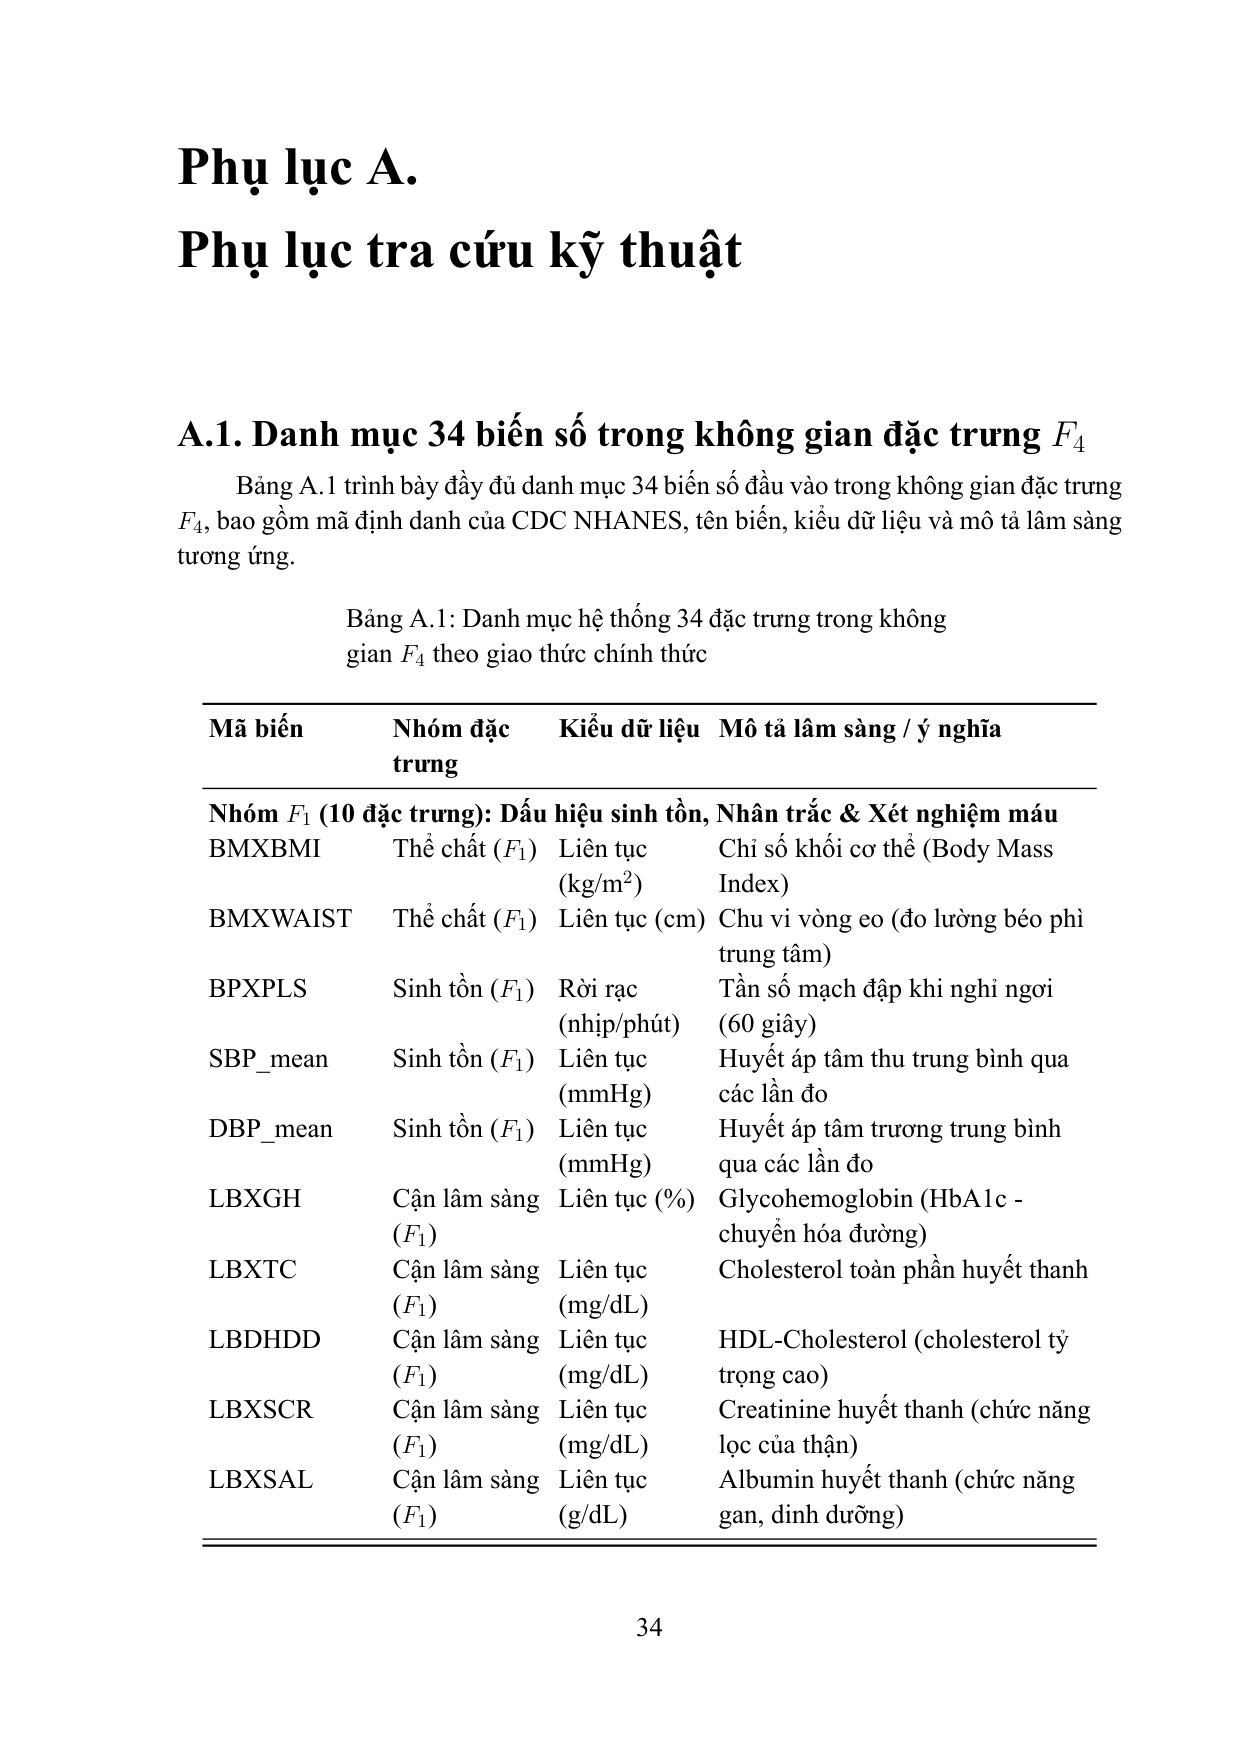 Phụ lục A.
Phụ lục tra cứu kỹ thuật
A.1. Danh mục 34 biến số trong không gian đặc trưng F₄
Bảng A.1 trình bày đầy đủ danh mục 34 biến số đầu vào trong không gian đặc trưng
F₄, bao gồm mã định danh của CDC NHANES, tên biến, kiểu dữ liệu và mô tả lâm sàng
tương ứng.
Bảng A.1: Danh mục hệ thống 34 đặc trưng trong không
gian F₄ theo giao thức chính thức
Mã biến Nhóm đặc Kiểu dữ liệu Mô tả lâm sàng / ý nghĩa
trưng
Nhóm F₁ (10 đặc trưng): Dấu hiệu sinh tồn, Nhân trắc & Xét nghiệm máu
BMXBMI Thể chất (F₁) Liên tục Chỉ số khối cơ thể (Body Mass
(kg/m²) Index)
BMXWAIST Thể chất (F₁) Liên tục (cm) Chu vi vòng eo (đo lường béo phì
trung tâm)
BPXPLS Sinh tồn (F₁) Rời rạc Tần số mạch đập khi nghỉ ngơi
(nhịp/phút) (60 giây)
SBP_mean Sinh tồn (F₁) Liên tục Huyết áp tâm thu trung bình qua
(mmHg) các lần đo
DBP_mean Sinh tồn (F₁) Liên tục Huyết áp tâm trương trung bình
(mmHg) qua các lần đo
LBXGH Cận lâm sàng Liên tục (%) Glycohemoglobin (HbA1c -
(F₁) chuyển hóa đường)
LBXTC Cận lâm sàng Liên tục Cholesterol toàn phần huyết thanh
(F₁) (mg/dL)
LBDHDD Cận lâm sàng Liên tục HDL-Cholesterol (cholesterol tỷ
(F₁) (mg/dL) trọng cao)
LBXSCR Cận lâm sàng Liên tục Creatinine huyết thanh (chức năng
(F₁) (mg/dL) lọc của thận)
LBXSAL Cận lâm sàng Liên tục Albumin huyết thanh (chức năng
(F₁) (g/dL) gan, dinh dưỡng)
34